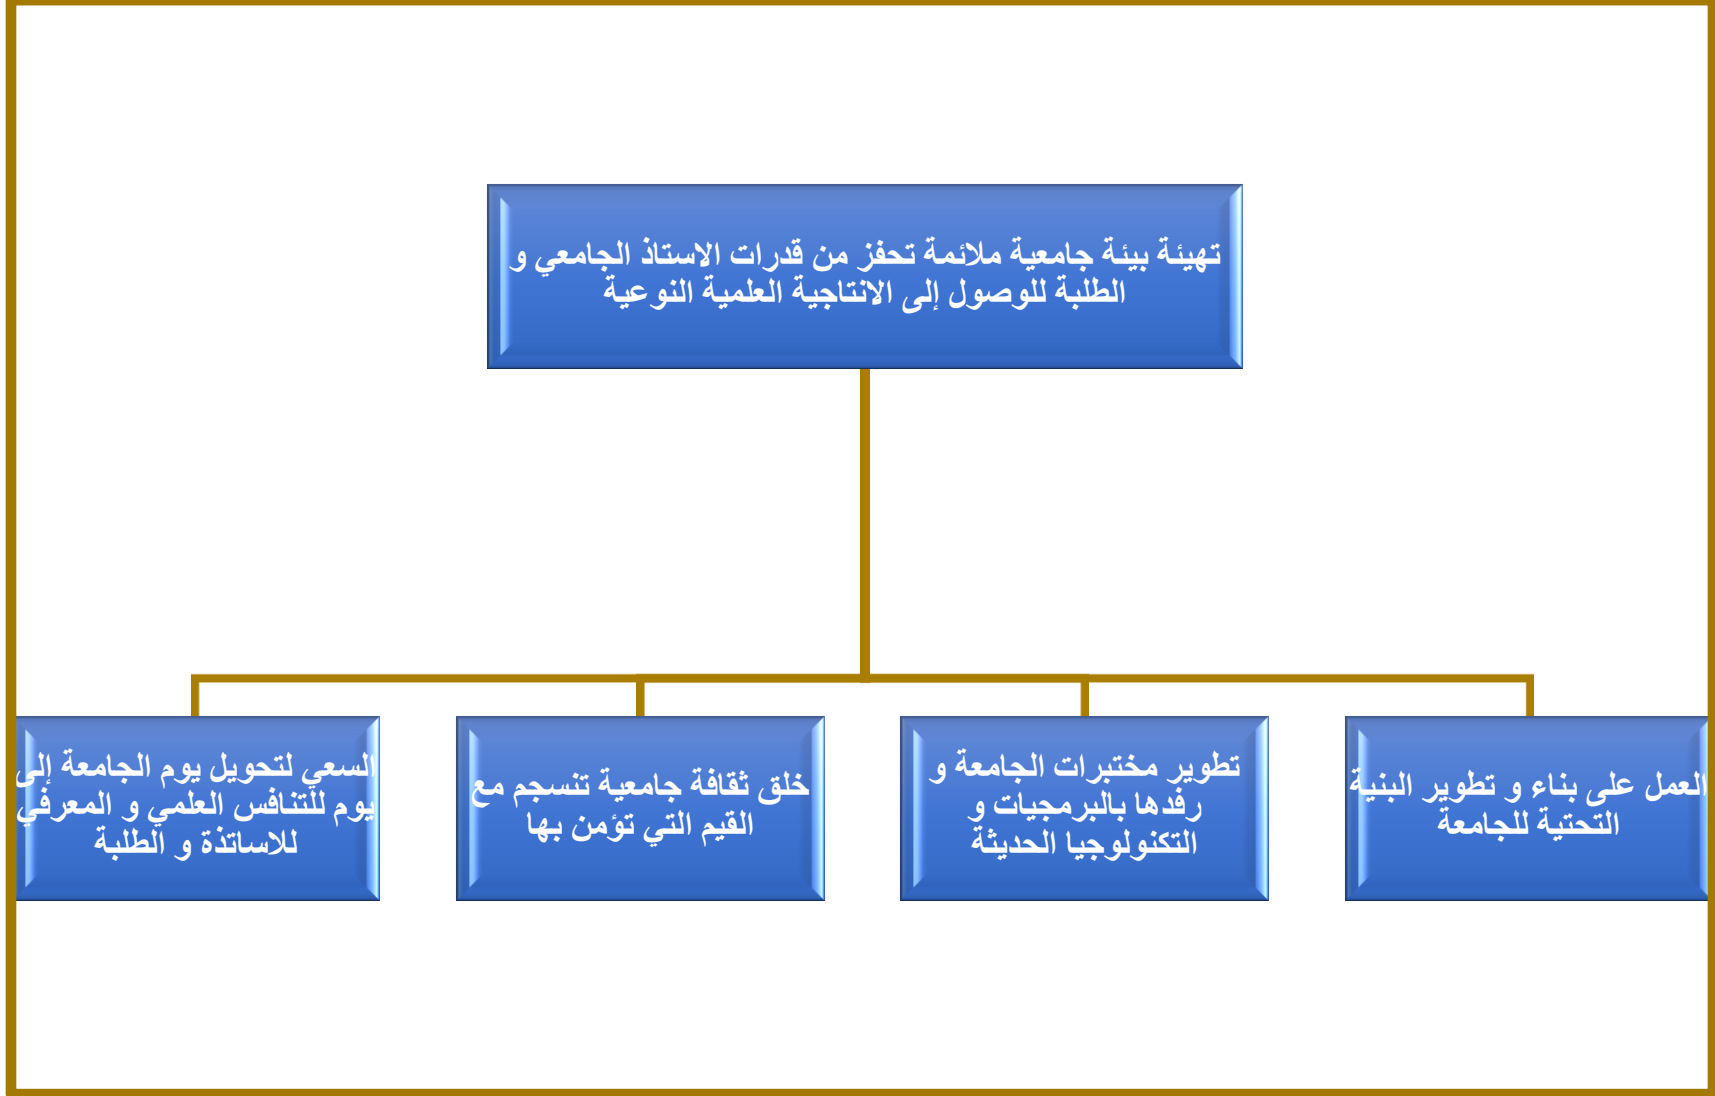 تهيئة بيئة جامعية ملائمة تحفز من قدرات الاستاذ الجامعي و
الطلبة للوصول إلى الانتاجية العلمية النوعية
العمل على بناء و تطوير البنية
التحتية للجامعة
تطوير مختبرات الجامعة و
رفدها بالبرمجيات و
التكنولوجيا الحديثة
خلق ثقافة جامعية تنسجم مع
القيم التي تؤمن بها
السعي لتحويل يوم الجامعة إلى
يوم للتنافس العلمي و المعرفي
للاساتذة و الطلبة